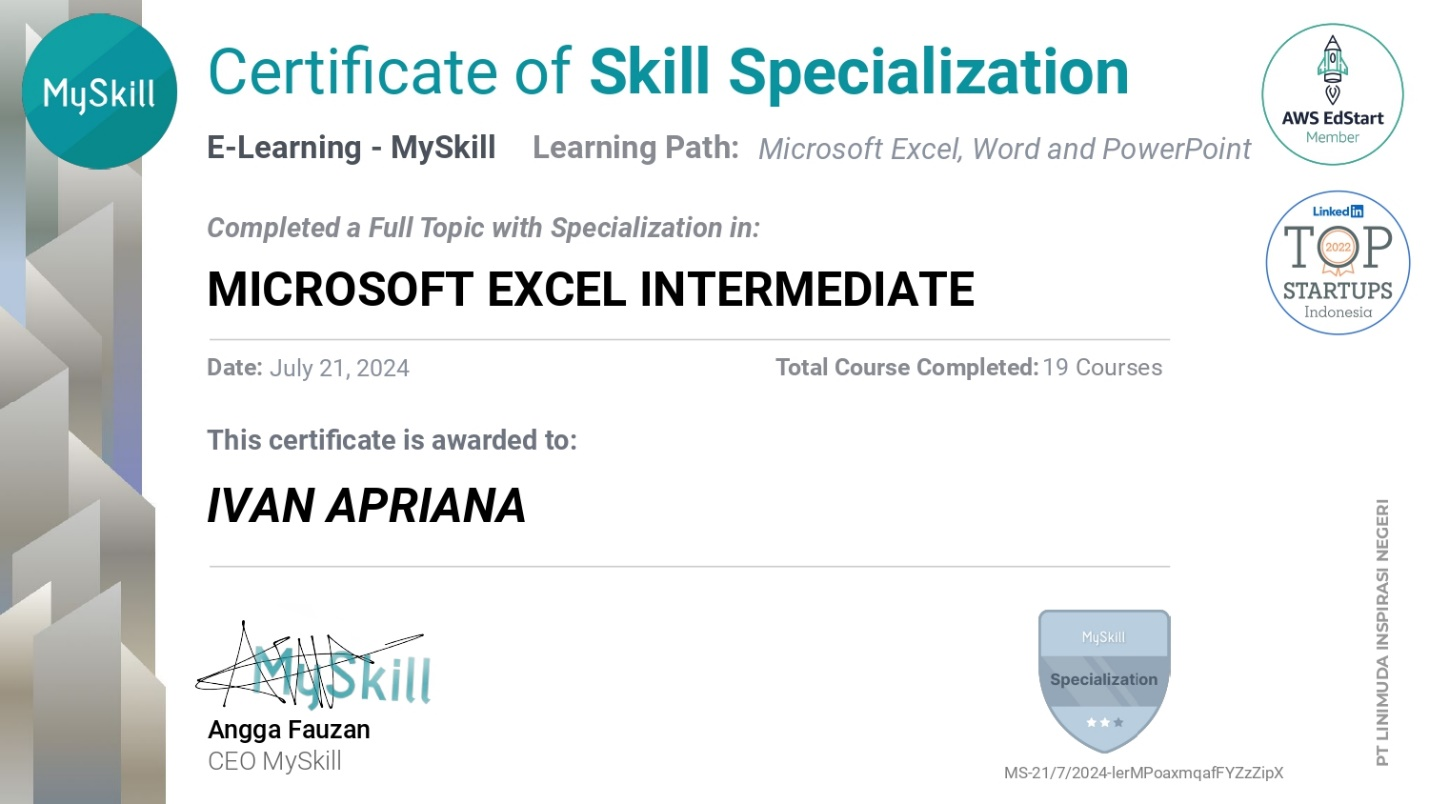 MySkill
Certificate of Skill Specialization
AWS EdStart
Member
E-Learning - MySkill Learning Path: Microsoft Excel, Word and PowerPoint
LinkedIn
TOP
2022
STARTUPS
Indonesia
Completed a Full Topic with Specialization in:
MICROSOFT EXCEL INTERMEDIATE
Date: July 21, 2024 Total Course Completed: 19 Courses
This certificate is awarded to:
IVAN APRIANA
MySkill
Angga Fauzan
CEO MySkill
MySkill
Specialization
MS-21/7/2024-lerMPoaxmqafFYZzZipX
PT LINIMUDA INSPIRASI NEGERI